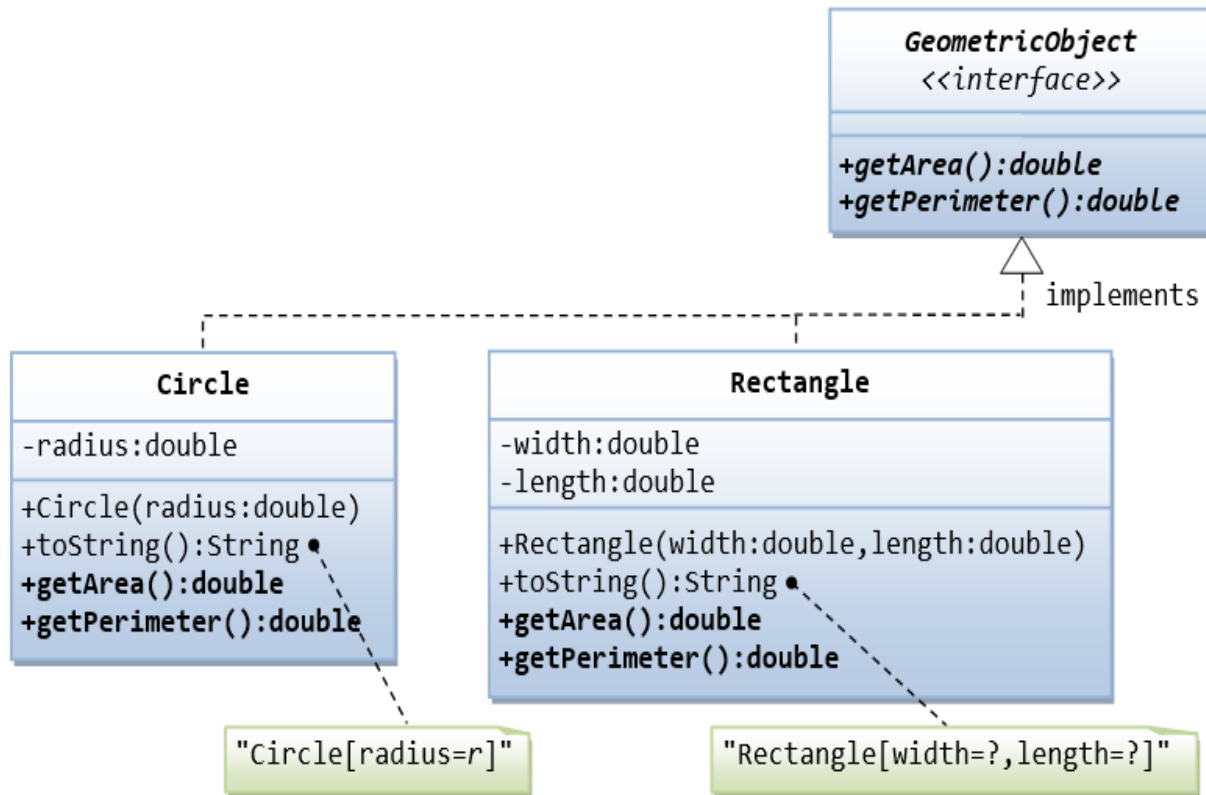 GeometricObject
<<interface>>
+getArea():double
+getPerimeter():double
implements
Circle
-radius:double
+Circle(radius:double)
+toString():String
+getArea():double
+getPerimeter():double
"Circle[radius=r]"
Rectangle
-width:double
-length:double
+Rectangle(width:double,length:double)
+toString():String
+getArea():double
+getPerimeter():double
"Rectangle[width=?,length=?]"